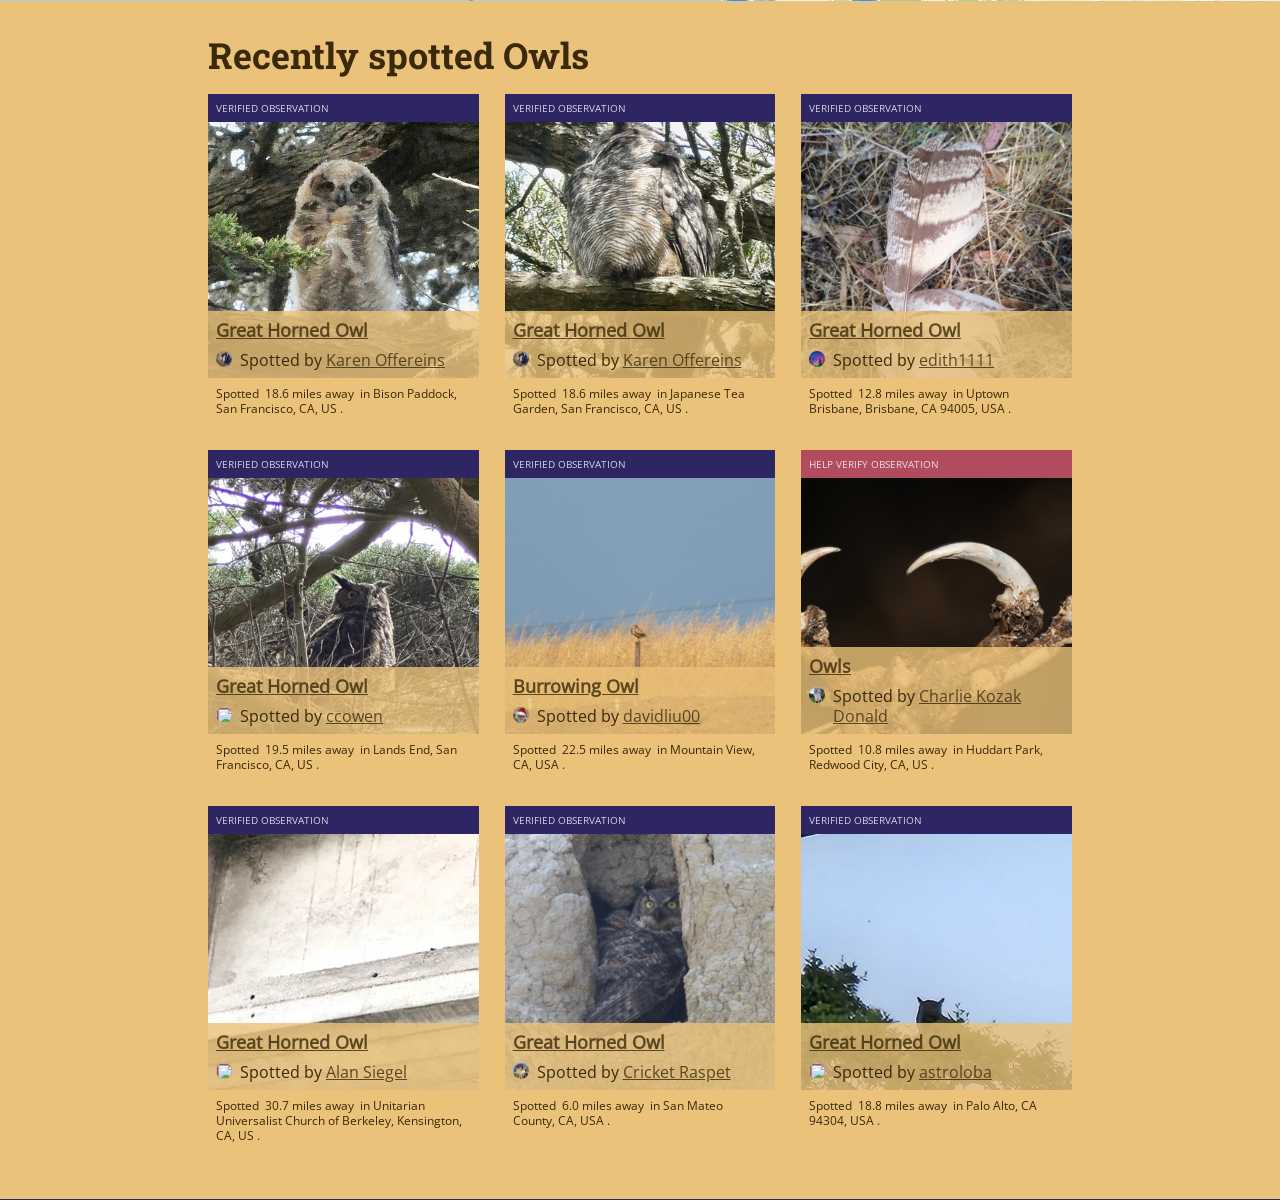 Recently spotted Owls
VERIFIED OBSERVATION
Great Horned Owl
Spotted by Karen Offereins
Spotted 18.6 miles away in Bison Paddock,
San Francisco, CA, US .
VERIFIED OBSERVATION
Great Horned Owl
Spotted by Karen Offereins
Spotted 18.6 miles away in Japanese Tea
Garden, San Francisco, CA, US .
VERIFIED OBSERVATION
Great Horned Owl
Spotted by edith1111
Spotted 12.8 miles away in Uptown
Brisbane, Brisbane, CA 94005, USA .
VERIFIED OBSERVATION
Great Horned Owl
Spotted by ccowen
Spotted 19.5 miles away in Lands End, San
Francisco, CA, US .
VERIFIED OBSERVATION
Burrowing Owl
Spotted by davidliu00
Spotted 22.5 miles away in Mountain View,
CA, USA .
HELP VERIFY OBSERVATION
Owls
Spotted by Charlie Kozak
Donald
Spotted 10.8 miles away in Huddart Park,
Redwood City, CA, US .
VERIFIED OBSERVATION
Great Horned Owl
Spotted by Alan Siegel
Spotted 30.7 miles away in Unitarian
Universalist Church of Berkeley, Kensington,
CA, US .
VERIFIED OBSERVATION
Great Horned Owl
Spotted by Cricket Raspet
Spotted 6.0 miles away in San Mateo
County, CA, USA .
VERIFIED OBSERVATION
Great Horned Owl
Spotted by astroloba
Spotted 18.8 miles away in Palo Alto, CA
94304, USA .